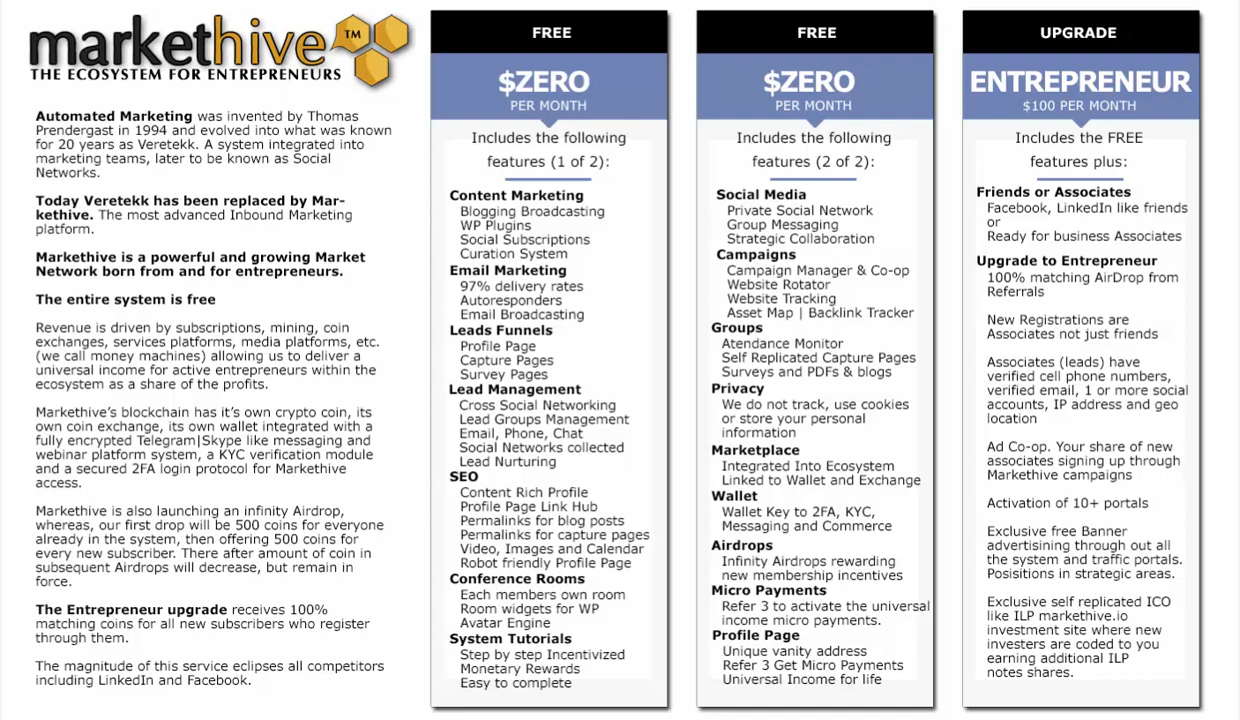 markethive
TM
THE ECOSYSTEM FOR ENTREPRENEURS
Automated Marketing was invented by Thomas
Prendergast in 1994 and evolved into what was known
for 20 years as Veretekk. A system integrated into
marketing teams, later to be known as Social
Networks.
Today Veretekk has been replaced by Mar-
kethive. The most advanced Inbound Marketing
platform.
Markethive is a powerful and growing Market
Network born from and for entrepreneurs.
The entire system is free
Revenue is driven by subscriptions, mining, coin
exchanges, services platforms, media platforms, etc.
(we call money machines) allowing us to deliver a
universal income for active entrepreneurs within the
ecosystem as a share of the profits.
Markethive's blockchain has it's own crypto coin, its
own coin exchange, its own wallet integrated with a
fully encrypted Telegram|Skype like messaging and
webinar platform system, a KYC verification module
and a secured 2FA login protocol for Markethive
access.
Markethive is also launching an infinity Airdrop,
whereas, our first drop will be 500 coins for everyone
already in the system, then offering 500 coins for
every new subscriber. There after amount of coin in
subsequent Airdrops will decrease, but remain in
force.
The Entrepreneur upgrade receives 100%
matching coins for all new subscribers who register
through them.
The magnitude of this service eclipses all competitors
including LinkedIn and Facebook.
FREE
$ZERO
PER MONTH
Includes the following
features (1 of 2):
Content Marketing
Blogging Broadcasting
WP Plugins
Social Subscriptions
Curation System
Email Marketing
97% delivery rates
Autoresponders
Email Broadcasting
Leads Funnels
Profile Page
Capture Pages
Survey Pages
Lead Management
Cross Social Networking
Lead Groups Management
Email, Phone, Chat
Social Networks collected
Lead Nurturing
SEO
Content Rich Profile
Profile Page Link Hub
Permalinks for blog posts
Permalinks for capture pages
Video, Images and Calendar
Robot friendly Profile Page
Conference Rooms
Each members own room
Room widgets for WP
Avatar Engine
System Tutorials
Step by step Incentivized
Monetary Rewards
Easy to complete
FREE
$ZERO
PER MONTH
Includes the following
features (2 of 2):
Social Media
Private Social Network
Group Messaging
Strategic Collaboration
Campaigns
Campaign Manager & Co-op
Website Rotator
Website Tracking
Asset Map | Backlink Tracker
Groups
Atendance Monitor
Self Replicated Capture Pages
Surveys and PDFs & blogs
Privacy
We do not track, use cookies
or store your personal
information
Marketplace
Integrated Into Ecosystem
Linked to Wallet and Exchange
Wallet
Wallet Key to 2FA, KYC,
Messaging and Commerce
Airdrops
Infinity Airdrops rewarding
new membership incentives
Micro Payments
Refer 3 to activate the universal
income micro payments.
Profile Page
Unique vanity address
Refer 3 Get Micro Payments
Universal Income for life
UPGRADE
ENTREPRENEUR
$100 PER MONTH
Includes the FREE
features plus:
Friends or Associates
Facebook, LinkedIn like friends
or
Ready for business Associates
Upgrade to Entrepreneur
100% matching AirDrop from
Referrals
New Registrations are
Associates not just friends
Associates (leads) have
verified cell phone numbers,
verified email, 1 or more social
accounts, IP address and geo
location
Ad Co-op. Your share of new
associates signing up through
Markethive campaigns
Activation of 10+ portals
Exclusive free Banner
advertisining through out all
the system and traffic portals.
Posisitions in strategic areas.
Exclusive self replicated ICO
like ILP markethive.io
investment site where new
investers are coded to you
earning additional ILP
notes shares.